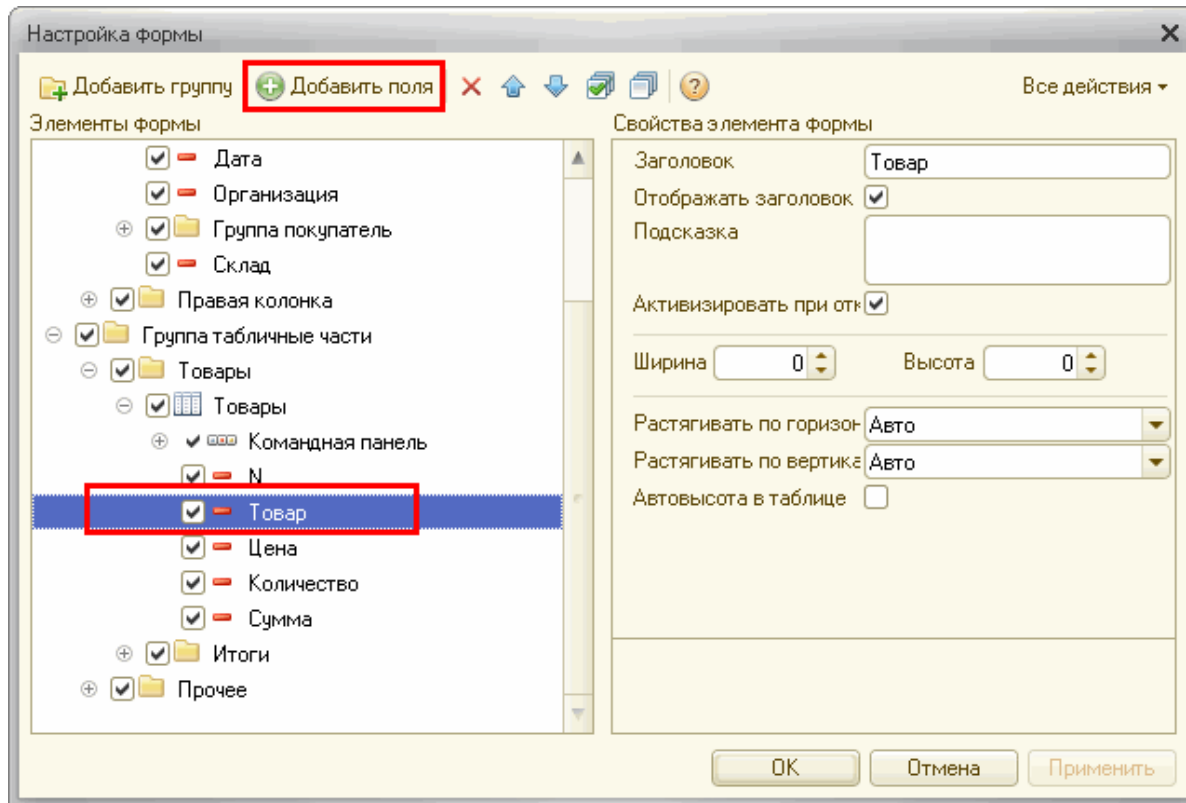 Настройка формы
Добавить группу Добавить поля Все действия
Элементы формы
Свойства элемента формы
Дата
Организация
Группа покупатель
Склад
Правая колонка
Группа табличные части
Товары
Товары
Командная панель
N
Товар
Цена
Количество
Сумма
Итоги
Прочее
Заголовок Товар
Отображать заголовок
Подсказка
Активизировать при отк
Ширина 0 Высота 0
Растягивать по горизон Авто
Растягивать по вертика Авто
Автовысота в таблице
OK Отмена Применить